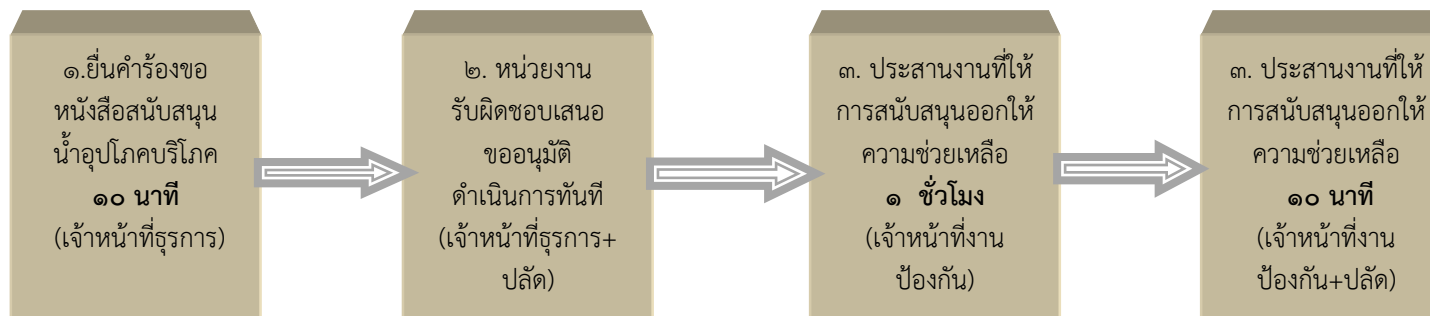 ๑.ยื่นคำร้องขอ
หนังสือสนับสนุน
น้ำอุปโภคบริโภค
๑๐ นาที
(เจ้าหน้าที่ธุรการ)
๒. หน่วยงาน
รับผิดชอบเสนอ
ขออนุมัติ
ดำเนินการทันที
(เจ้าหน้าที่ธุรการ+
ปลัด)
๓. ประสานงานที่ให้
การสนับสนุนออกให้
ความช่วยเหลือ
๑ ชั่วโมง
(เจ้าหน้าที่งาน
ป้องกัน)
๓. ประสานงานที่ให้
การสนับสนุนออกให้
ความช่วยเหลือ
๑๐ นาที
(เจ้าหน้าที่งาน
ป้องกัน+ปลัด)